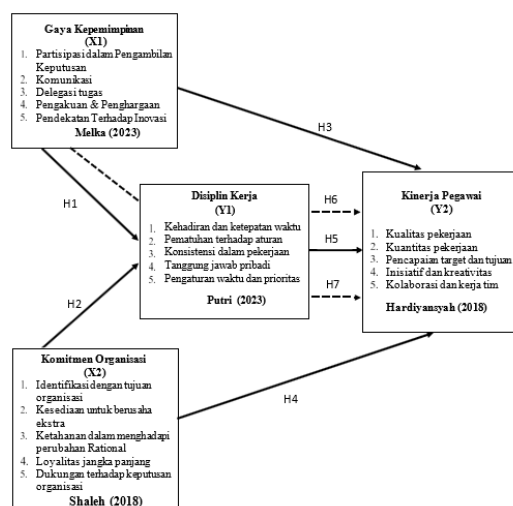 Gaya Kepemimpinan
(X1)
1. Partisipasi dalam Pengambilan
Keputusan
2. Komunikasi
3. Delegasi tugas
4. Pengakuan & Penghargaan
5. Pendekatan Terhadap Inovasi
Melka (2023)
H3
H1
Disiplin Kerja
(Y1)
1. Kehadiran dan ketepatan waktu
2. Pematuhan terhadap aturan
3. Konsistensi dalam pekerjaan
4. Tanggung jawab pribadi
5. Pengaturan waktu dan prioritas
Putri (2023)
H6
H5
H7
Kinerja Pegawai
(Y2)
1. Kualitas pekerjaan
2. Kuantitas pekerjaan
3. Pencapaian target dan tujuan
4. Inisiatif dan kreativitas
5. Kolaborasi dan kerja tim
Hardiyansyah (2018)
H2
Komitmen Organisasi
(X2)
1. Identifikasi dengan tujuan
organisasi
2. Kesediaan untuk berusaha
ekstra
3. Ketahanan dalam menghadapi
perubahan Rational
4. Loyalitas jangka panjang
5. Dukungan terhadap keputusan
organisasi
Shaleh (2018)
H4